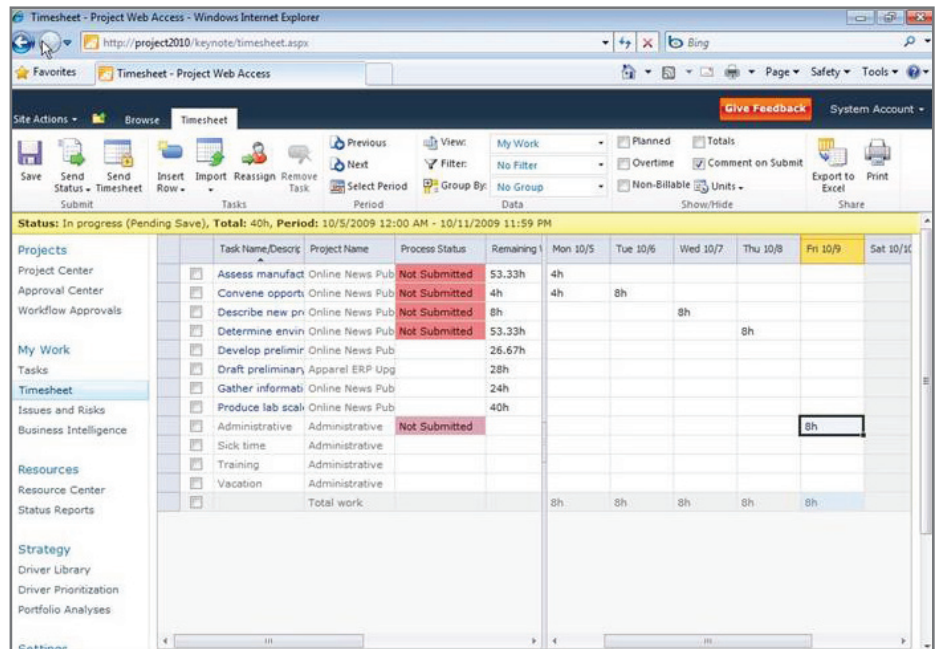 Timesheet - Project Web Access - Windows Internet Explorer
http://project2010/keynote/timesheet.aspx
Bing
Favorites Timesheet - Project Web Access Page Safety Tools
Give Feedback System Account
Site Actions Browse Timesheet
Save
Send Status
Send Timesheet
Submit
Insert Row
Import
Reassign
Remove Task
Tasks
Previous
Next
Select Period
Period
View: My Work
Filter: No Filter
Group By: No Group
Data
Planned Totals
Overtime Comment on Submit
Non-Billable Units
Show/Hide
Export to Excel
Print
Share
Status: In progress (Pending Save), Total: 40h, Period: 10/5/2009 12:00 AM - 10/11/2009 11:59 PM
Projects
Project Center
Approval Center
Workflow Approvals
My Work
Tasks
Timesheet
Issues and Risks
Business Intelligence
Resources
Resource Center
Status Reports
Strategy
Driver Library
Driver Prioritization
Portfolio Analyses
Settings
Task Name/Descrip Project Name Process Status Remaining Mon 10/5 Tue 10/6 Wed 10/7 Thu 10/8 Fri 10/9 Sat 10/10
Assess manufact Online News Pub Not Submitted 53.33h 4h
Convene opportu Online News Pub Not Submitted 4h 4h 8h
Describe new pro Online News Pub Not Submitted 8h 8h
Determine envir Online News Pub Not Submitted 53.33h 8h
Develop prelimir Online News Pub 26.67h
Draft preliminary Apparel ERP Upg 28h
Gather informati Online News Pub 24h
Produce lab scal Online News Pub 40h
Administrative Administrative Not Submitted 8h
Sick time Administrative
Training Administrative
Vacation Administrative
Total work 8h 8h 8h 8h 8h